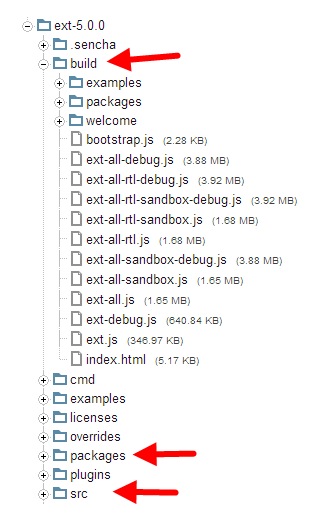 ext-5.0.0
.sencha
build
examples
packages
welcome
bootstrap.js (2.28 KB)
ext-all-debug.js (3.88 MB)
ext-all-rtl-debug.js (3.92 MB)
ext-all-rtl-sandbox-debug.js (3.92 MB)
ext-all-rtl-sandbox.js (1.68 MB)
ext-all-rtl.js (1.68 MB)
ext-all-sandbox-debug.js (3.88 MB)
ext-all-sandbox.js (1.65 MB)
ext-all.js (1.65 MB)
ext-debug.js (640.84 KB)
ext.js (346.97 KB)
index.html (5.17 KB)
cmd
examples
licenses
overrides
packages
plugins
src